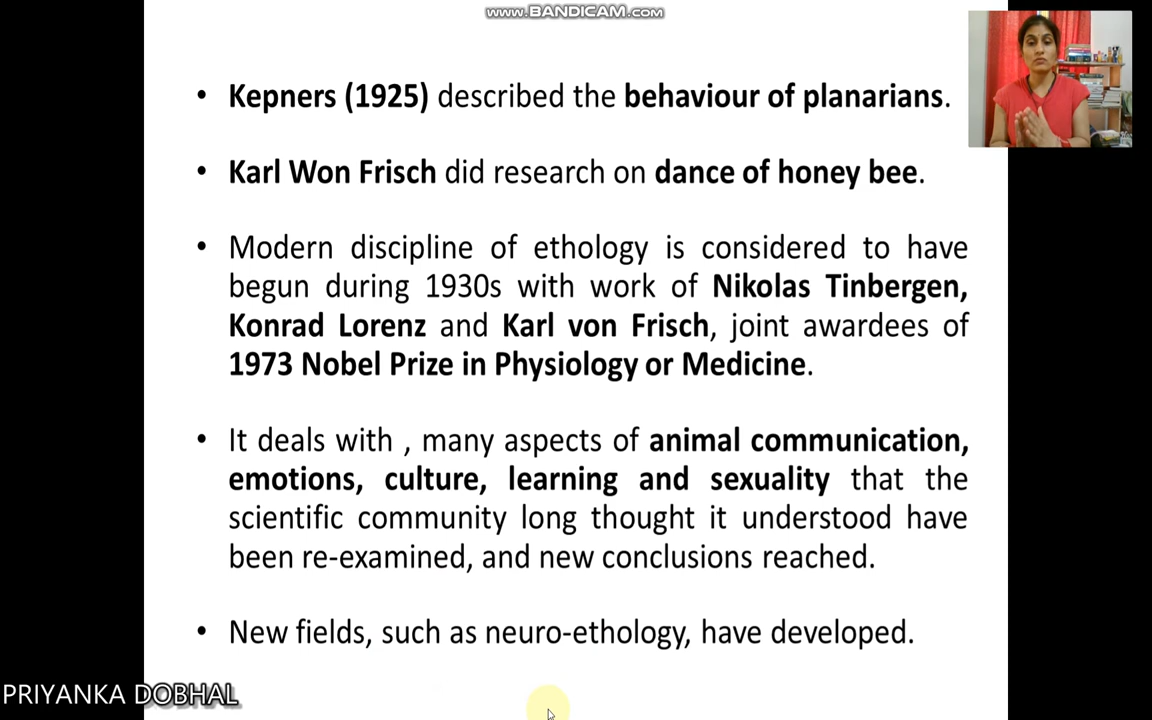 www.BANDICAM.com
• Kepners (1925) described the behaviour of planarians.
• Karl Won Frisch did research on dance of honey bee.
• Modern discipline of ethology is considered to have
begun during 1930s with work of Nikolas Tinbergen,
Konrad Lorenz and Karl von Frisch, joint awardees of
1973 Nobel Prize in Physiology or Medicine.
• It deals with , many aspects of animal communication,
emotions, culture, learning and sexuality that the
scientific community long thought it understood have
been re-examined, and new conclusions reached.
• New fields, such as neuro-ethology, have developed.
PRIYANKA DOBHAL